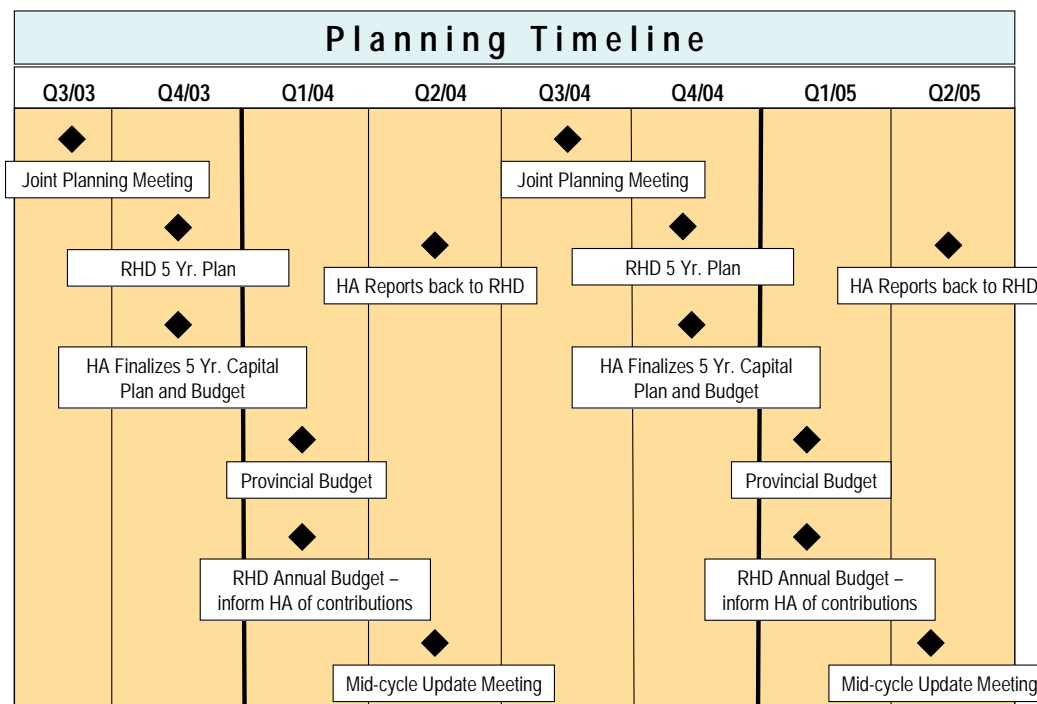 Planning Timeline
Q3/03 Q4/03 Q1/04 Q2/04 Q3/04 Q4/04 Q1/05 Q2/05
Joint Planning Meeting
Joint Planning Meeting
RHD 5 Yr. Plan
HA Reports back to RHD
RHD 5 Yr. Plan
HA Reports back to RHD
HA Finalizes 5 Yr. Capital
Plan and Budget
HA Finalizes 5 Yr. Capital
Plan and Budget
Provincial Budget
Provincial Budget
RHD Annual Budget –
inform HA of contributions
RHD Annual Budget –
inform HA of contributions
Mid-cycle Update Meeting
Mid-cycle Update Meeting